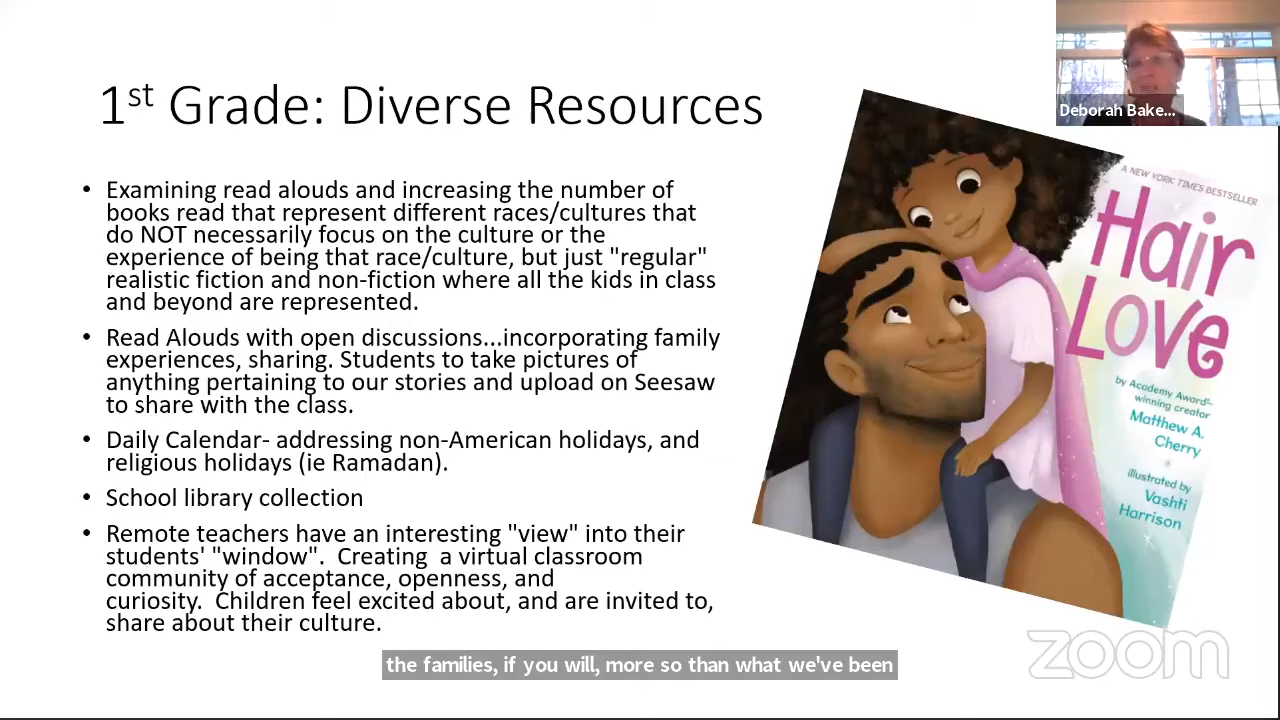 1st Grade: Diverse Resources
Deborah Bake...
• Examining read alouds and increasing the number of
books read that represent different races/cultures that
do NOT necessarily focus on the culture or the
experience of being that race/culture, but just "regular"
realistic fiction and non-fiction where all the kids in class
and beyond are represented.
• Read Alouds with open discussions...incorporating family
experiences, sharing. Students to take pictures of
anything pertaining to our stories and upload on Seesaw
to share with the class.
• Daily Calendar- addressing non-American holidays, and
religious holidays (ie Ramadan).
• School library collection
• Remote teachers have an interesting "view" into their
students' "window".  Creating  a virtual classroom
community of acceptance, openness, and
curiosity.  Children feel excited about, and are invited to,
share about their culture.
A NEW YORK TIMES BESTSELLER
Hair
Love
by Academy Award®-
winning creator
Matthew A.
Cherry
illustrated by
Vashti
Harrison
zoom
the families, if you will, more so than what we've been